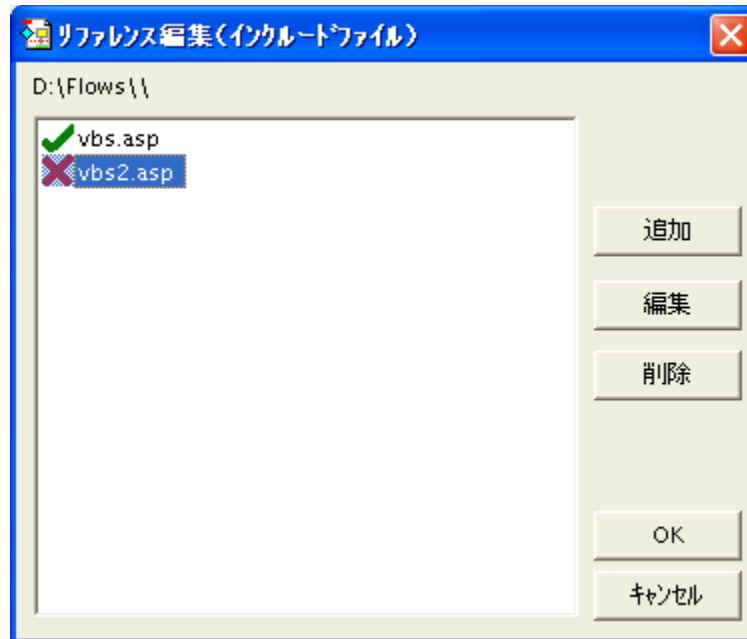 リファレンス編集(インクルードファイル)
D:\Flows\\
vbs.asp
vbs2.asp
追加
編集
削除
OK
キャンセル